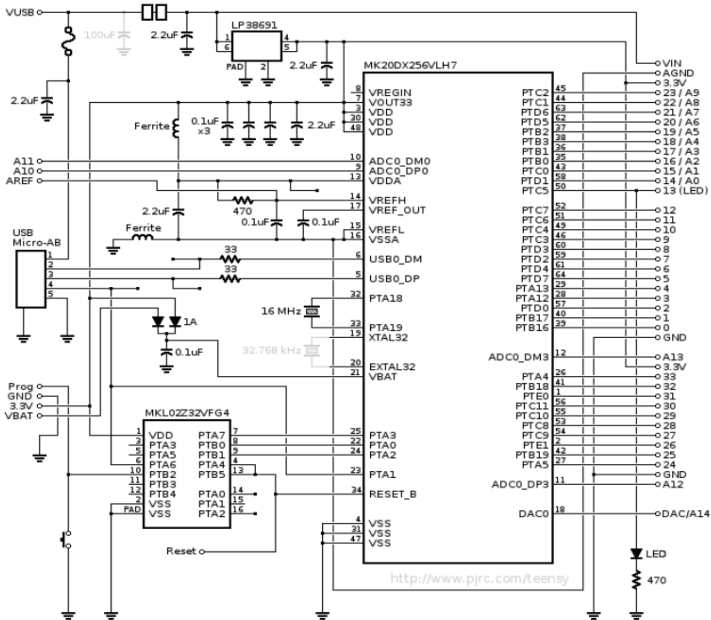 VUSB
100uF
2.2uF
LP38691
1
6
5
4
PAD
2
2.2uF
MK20DX256VLH7
2.2uF
Ferrite
0.1uF
x3
2.2uF
8 VREGIN
7 VOUT33
3 VDD
30 VDD
48 VDD
A11
10 ADC0_DM0
A10
9 ADC0_DP0
AREF
13 VDDA
470
14 VREFH
17 VREF_OUT
2.2uF
0.1uF
0.1uF
Ferrite
15 VREFL
16 VSSA
USB
Micro-AB
1
2
3
4
5
33
6 USB0_DM
33
5 USB0_DP
32 PTA18
16 MHz
33 PTA19
1A
0.1uF
19 XTAL32
32.768 kHz
20 EXTAL32
21 VBAT
Prog
GND
3.3V
VBAT
MKL02Z32VFG4
1 VDD PTA7 7
3 PTA3 PTB0 8
5 PTA5 PTB1 9
6 PTA6 PTA4 4
10 PTB2 PTB5 13
11 PTB3
12 PTB4 PTA0 14
2 VSS PTA1 15
PAD VSS PTA2 16
25 PTA3
22 PTA0
24 PTA2
23 PTA1
34 RESET_B
Reset
4 VSS
31 VSS
47 VSS
VIN
AGND
3.3V
PTC2 45 23 / A9
PTC1 44 22 / A8
PTD6 63 21 / A7
PTD5 62 20 / A6
PTB2 37 19 / A5
PTB3 38 18 / A4
PTB1 36 17 / A3
PTB0 35 16 / A2
PTC0 43 15 / A1
PTD1 58 14 / A0
PTC5 50 13 (LED)
PTC7 52 12
PTC6 51 11
PTC4 49 10
PTC3 46 9
PTD3 60 8
PTD2 59 7
PTD4 61 6
PTD7 64 5
PTA13 29 4
PTA12 28 3
PTD0 57 2
PTB17 40 1
PTB16 39 0
GND
ADC0_DM3 12 A13
3.3V
PTA4 26 33
PTB18 41 32
PTE0 1 31
PTC11 56 30
PTC10 55 29
PTC8 53 28
PTC9 54 27
PTE1 2 26
PTB19 42 25
PTA5 27 24
GND
ADC0_DP3 11 A12
DAC0 18 DAC/A14
LED
470
http://www.pjrc.com/teensy